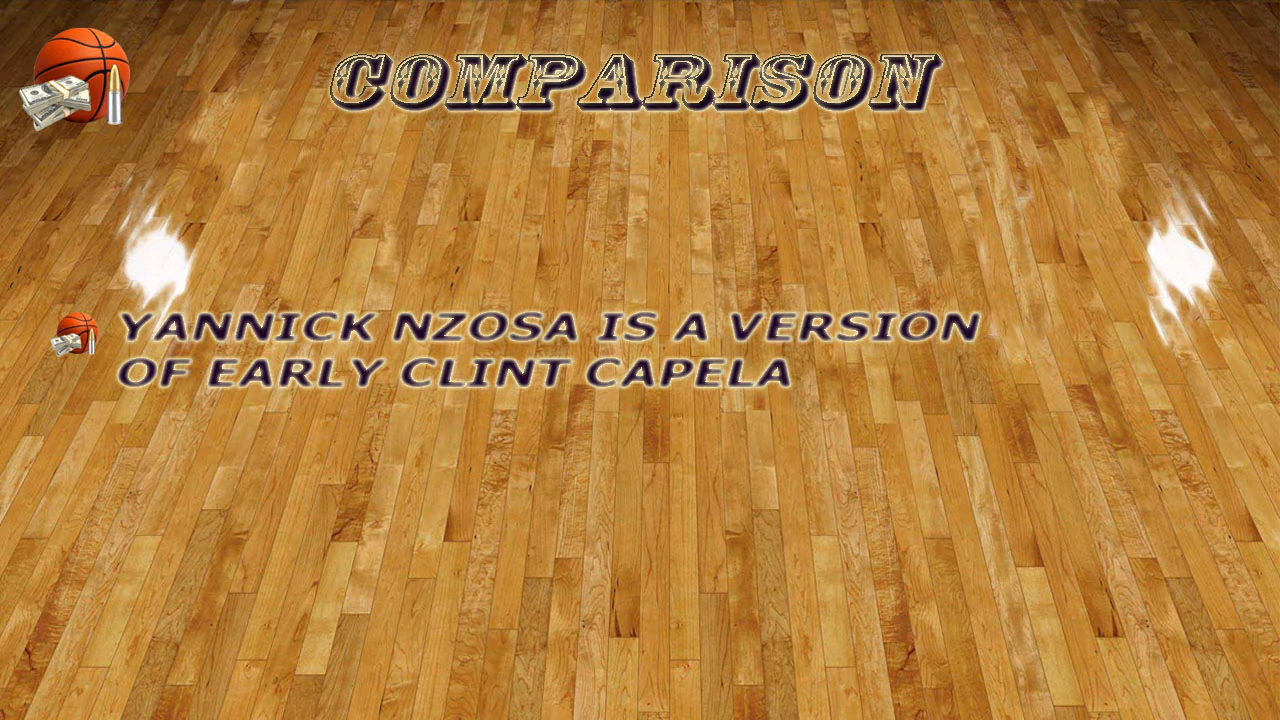 COMPARISON
YANNICK NZOSA IS A VERSION
OF EARLY CLINT CAPELA